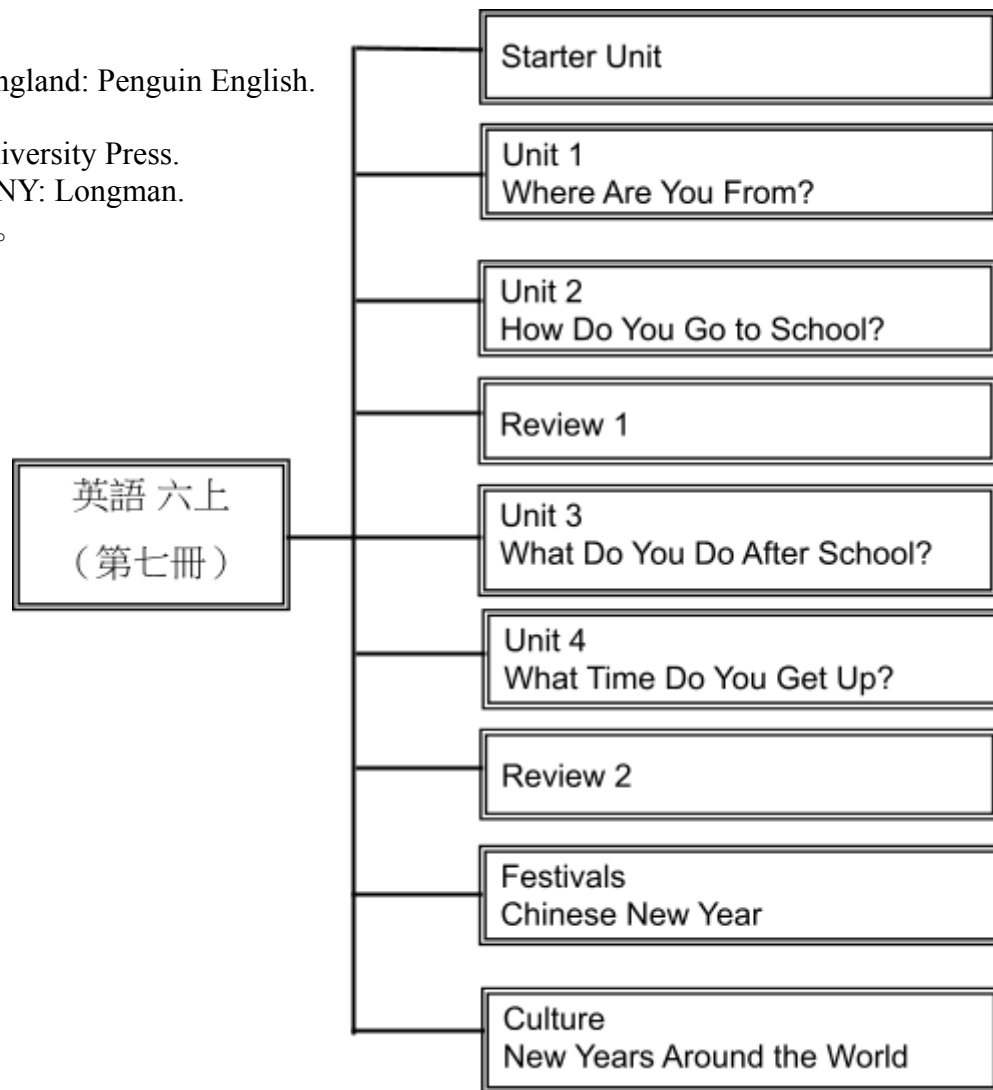 ngland: Penguin English.
iversity Press.
NY: Longman.
。
英語 六上
（第七冊）
Starter Unit
Unit 1
Where Are You From?
Unit 2
How Do You Go to School?
Review 1
Unit 3
What Do You Do After School?
Unit 4
What Time Do You Get Up?
Review 2
Festivals
Chinese New Year
Culture
New Years Around the World